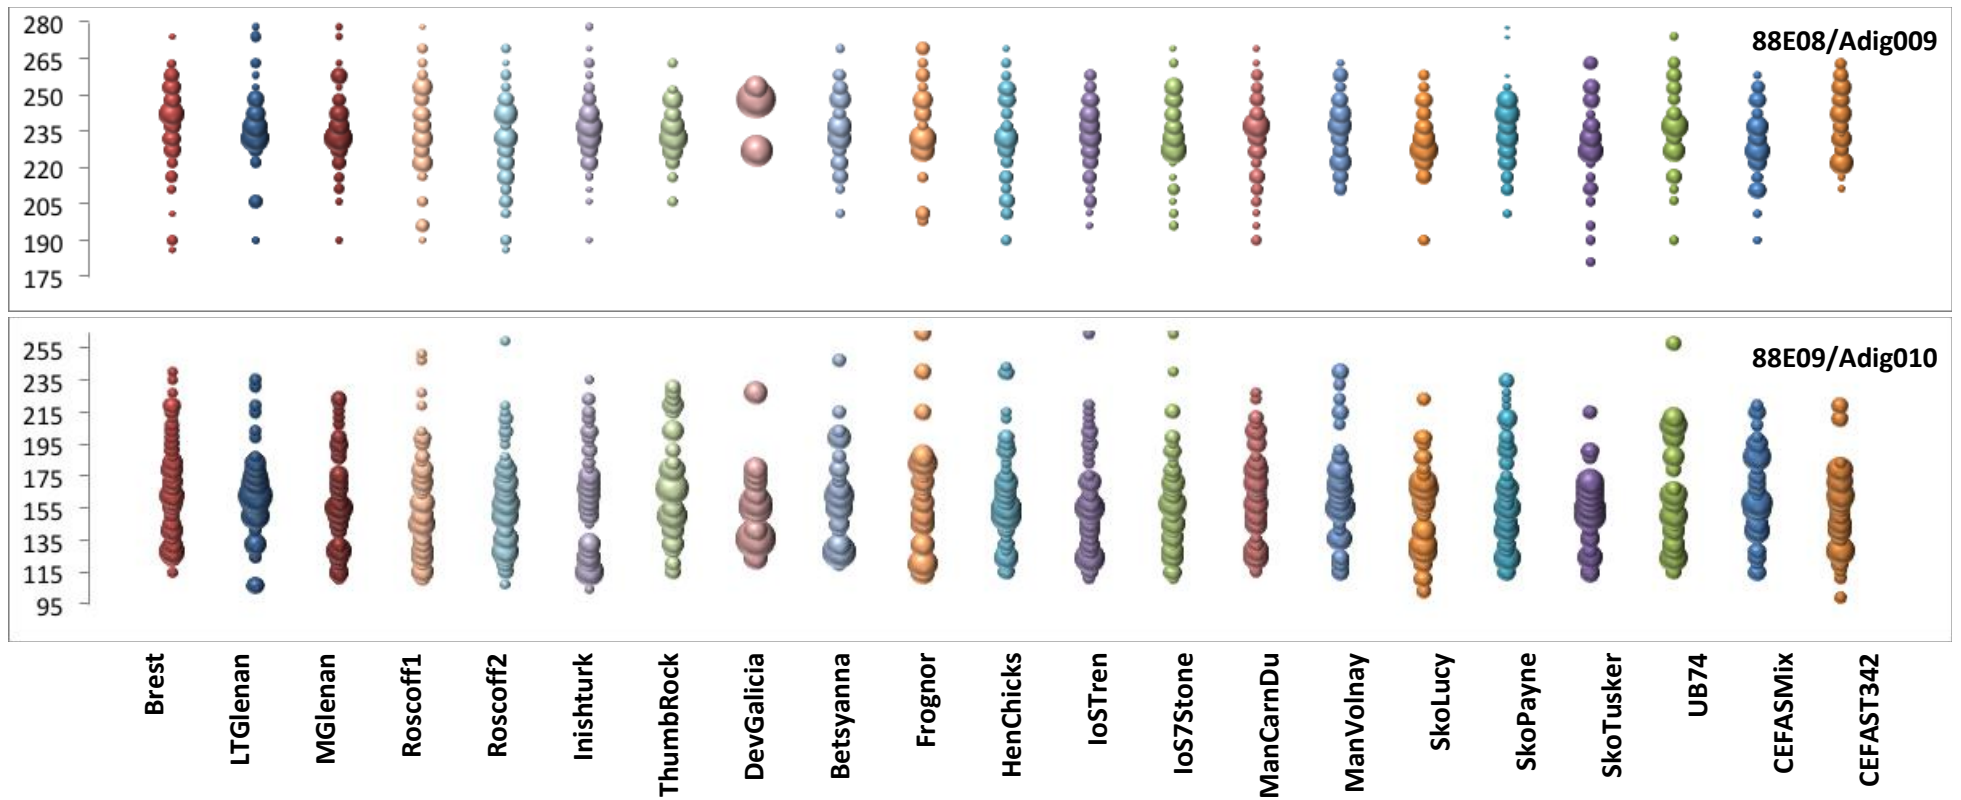 280
265
250
235
220
205
190
175
88E08/Adig009
255
235
215
195
175
155
135
115
95
88E09/Adig010
Brest
LTGlenan
MGlenan
Roscoff1
Roscoff2
Inishturk
ThumbRock
DevGalicia
Betsyanna
Frognor
HenChicks
IoSTren
IoS7Stone
ManCarnDu
ManVolnay
SkoLucy
SkoPayne
SkoTusker
UB74
CEFASMix
CEFAST342